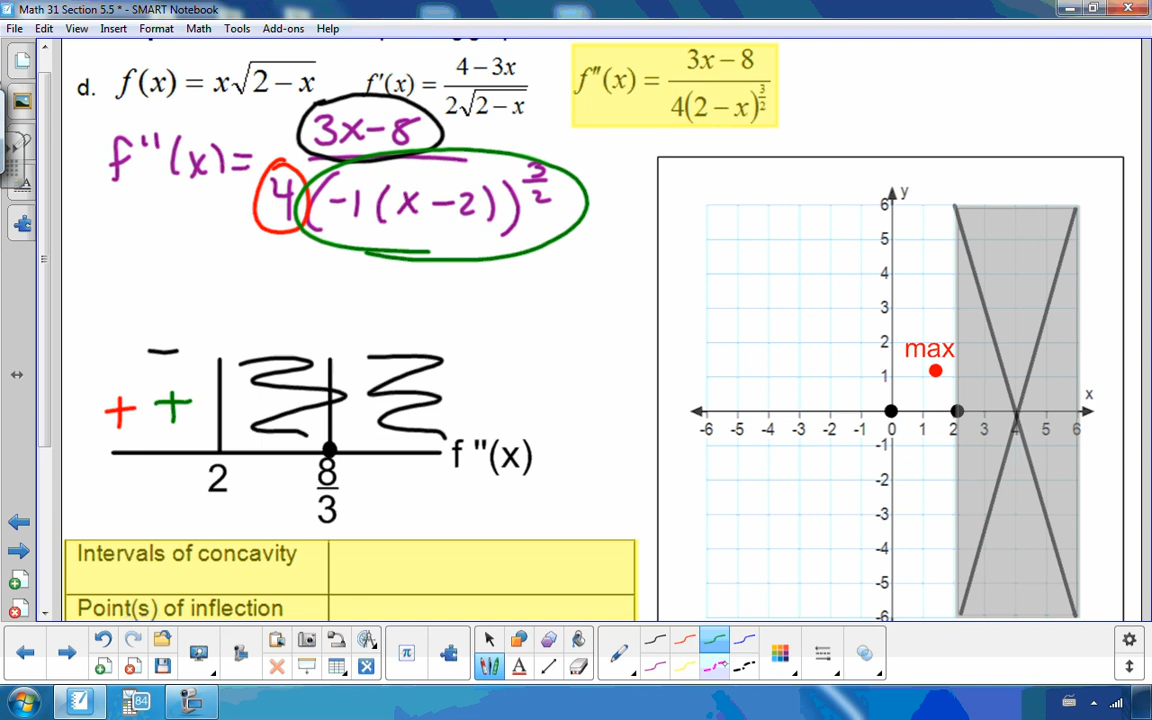 Math 31 Section 5.5 * - SMART Notebook
File Edit View Insert Format Math Tools Add-ons Help
d. f(x) = x√2 − x f'(x) = 4 − 3x / 2√2 − x f''(x) = 3x − 8 / 4(2 − x)^3/2
f"(x) = 3x−8 / 4(−1(x−2))^3/2
− 
+ +
2 8/3 f "(x)
Intervals of concavity
Point(s) of inflection
y
6
5
4
3
2
1
max
x
-6 -5 -4 -3 -2 -1 0 1 2 3 4 5 6
-1
-2
-3
-4
-5
-6
π
A
84